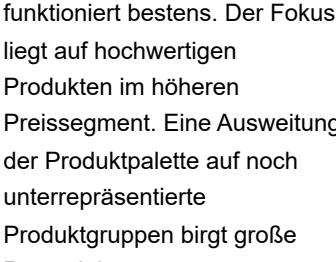 funktioniert bestens. Der Fokus
liegt auf hochwertigen
Produkten im höheren
Preissegment. Eine Ausweitung
der Produktpalette auf noch
unterrepräsentierte
Produktgruppen birgt große